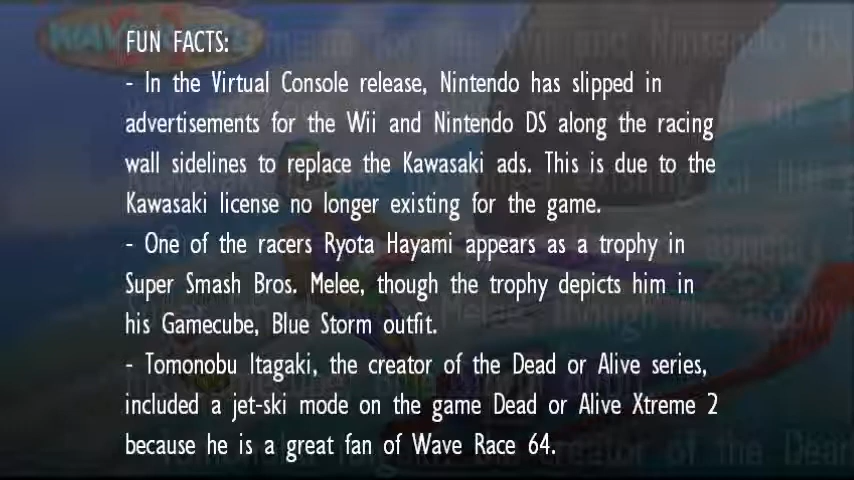 FUN FACTS:
- In the Virtual Console release, Nintendo has slipped in
advertisements for the Wii and Nintendo DS along the racing
wall sidelines to replace the Kawasaki ads. This is due to the
Kawasaki license no longer existing for the game.
- One of the racers Ryota Hayami appears as a trophy in
Super Smash Bros. Melee, though the trophy depicts him in
his Gamecube, Blue Storm outfit.
- Tomonobu Itagaki, the creator of the Dead or Alive series,
included a jet-ski mode on the game Dead or Alive Xtreme 2
because he is a great fan of Wave Race 64.